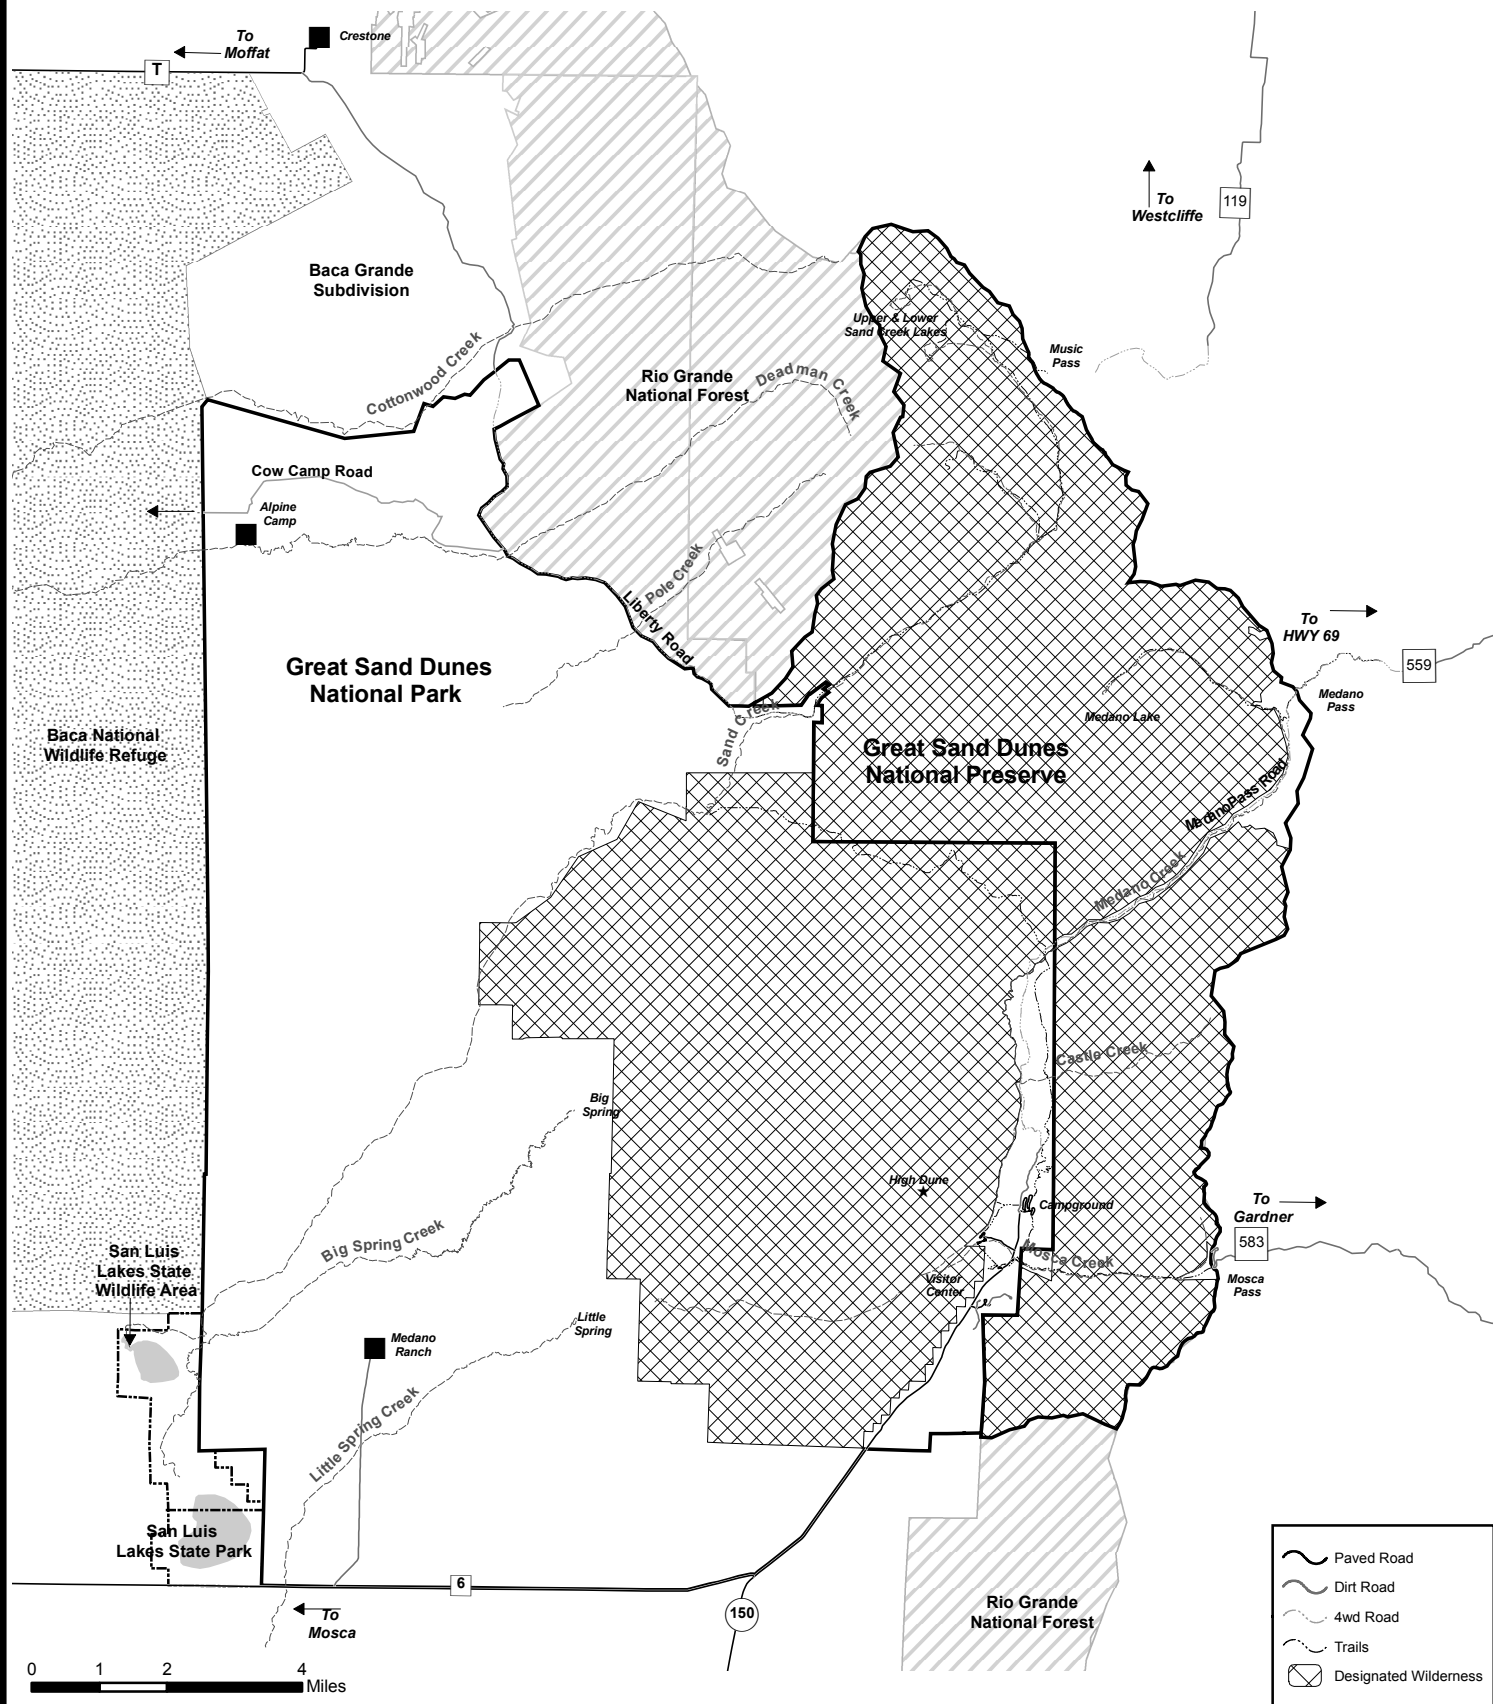 To
Moffat
Crestone
T
To
Westcliffe
119
Baca Grande
Subdivision
Upper & Lower
Sand Creek Lakes
Music
Pass
Cottonwood Creek
Rio Grande
National Forest
Deadman Creek
Cow Camp Road
Alpine
Camp
Pole Creek
Liberty Road
To
HWY 69
559
Great Sand Dunes
National Park
Medano
Pass
Medano Lake
Sand Creek
Baca National
Wildlife Refuge
Great Sand Dunes
National Preserve
Medano Pass Road
Medano Creek
Castle Creek
Big
Spring
High Dune
Campground
To
Gardner
583
Big Spring Creek
Mosca Creek
San Luis
Lakes State
Wildlife Area
Visitor
Center
Mosca
Pass
Little
Spring
Medano
Ranch
Little Spring Creek
San Luis
Lakes State Park
6
To
Mosca
150
Rio Grande
National Forest
Paved Road
Dirt Road
4wd Road
Trails
Designated Wilderness
0 1 2 4
Miles